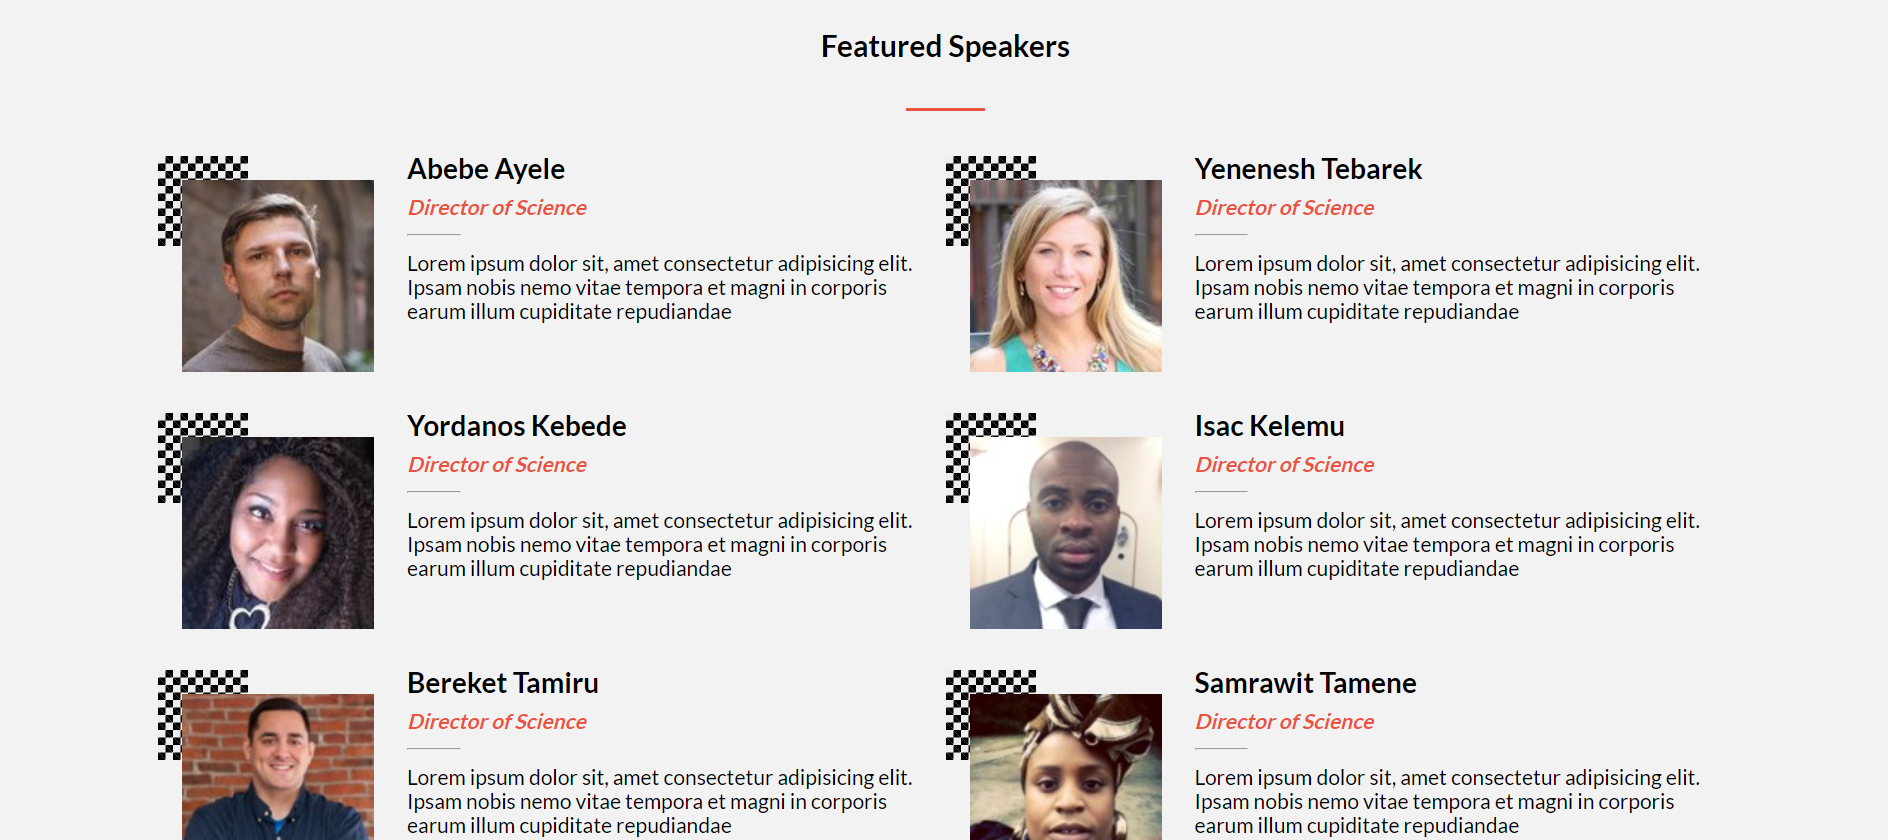 Featured Speakers
Abebe Ayele
Director of Science
Lorem ipsum dolor sit, amet consectetur adipisicing elit.
Ipsam nobis nemo vitae tempora et magni in corporis
earum illum cupiditate repudiandae
Yenenesh Tebarek
Director of Science
Lorem ipsum dolor sit, amet consectetur adipisicing elit.
Ipsam nobis nemo vitae tempora et magni in corporis
earum illum cupiditate repudiandae
Yordanos Kebede
Director of Science
Lorem ipsum dolor sit, amet consectetur adipisicing elit.
Ipsam nobis nemo vitae tempora et magni in corporis
earum illum cupiditate repudiandae
Isac Kelemu
Director of Science
Lorem ipsum dolor sit, amet consectetur adipisicing elit.
Ipsam nobis nemo vitae tempora et magni in corporis
earum illum cupiditate repudiandae
Bereket Tamiru
Director of Science
Lorem ipsum dolor sit, amet consectetur adipisicing elit.
Ipsam nobis nemo vitae tempora et magni in corporis
earum illum cupiditate repudiandae
Samrawit Tamene
Director of Science
Lorem ipsum dolor sit, amet consectetur adipisicing elit.
Ipsam nobis nemo vitae tempora et magni in corporis
earum illum cupiditate repudiandae